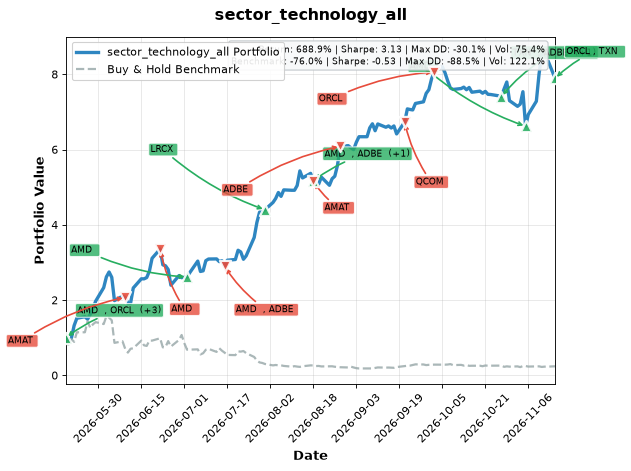 sector_technology_all
sector_technology_all Portfolio
Buy & Hold Benchmark
n: 688.9% | Sharpe: 3.13 | Max DD: -30.1% | Vol: 75.4%
Benchmark: -76.0% | Sharpe: -0.53 | Max DD: -88.5% | Vol: 122.1%
ORCL , TXN
ORCL
LRCX
AMD , ADBE (+1)
ADBE
QCOM
AMAT
AMD
AMD , ORCL (+3)
AMD
AMD , ADBE
AMAT
Portfolio Value
8
6
4
2
0
2026-05-30
2026-06-15
2026-07-01
2026-07-17
2026-08-02
2026-08-18
2026-09-03
2026-09-19
2026-10-05
2026-10-21
2026-11-06
Date